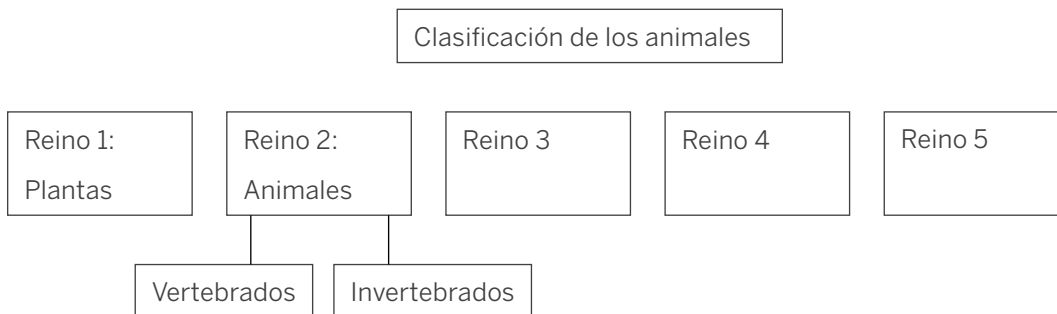 Clasificación de los animales
Reino 1:
Plantas
Reino 2:
Animales
Reino 3
Reino 4
Reino 5
Vertebrados
Invertebrados